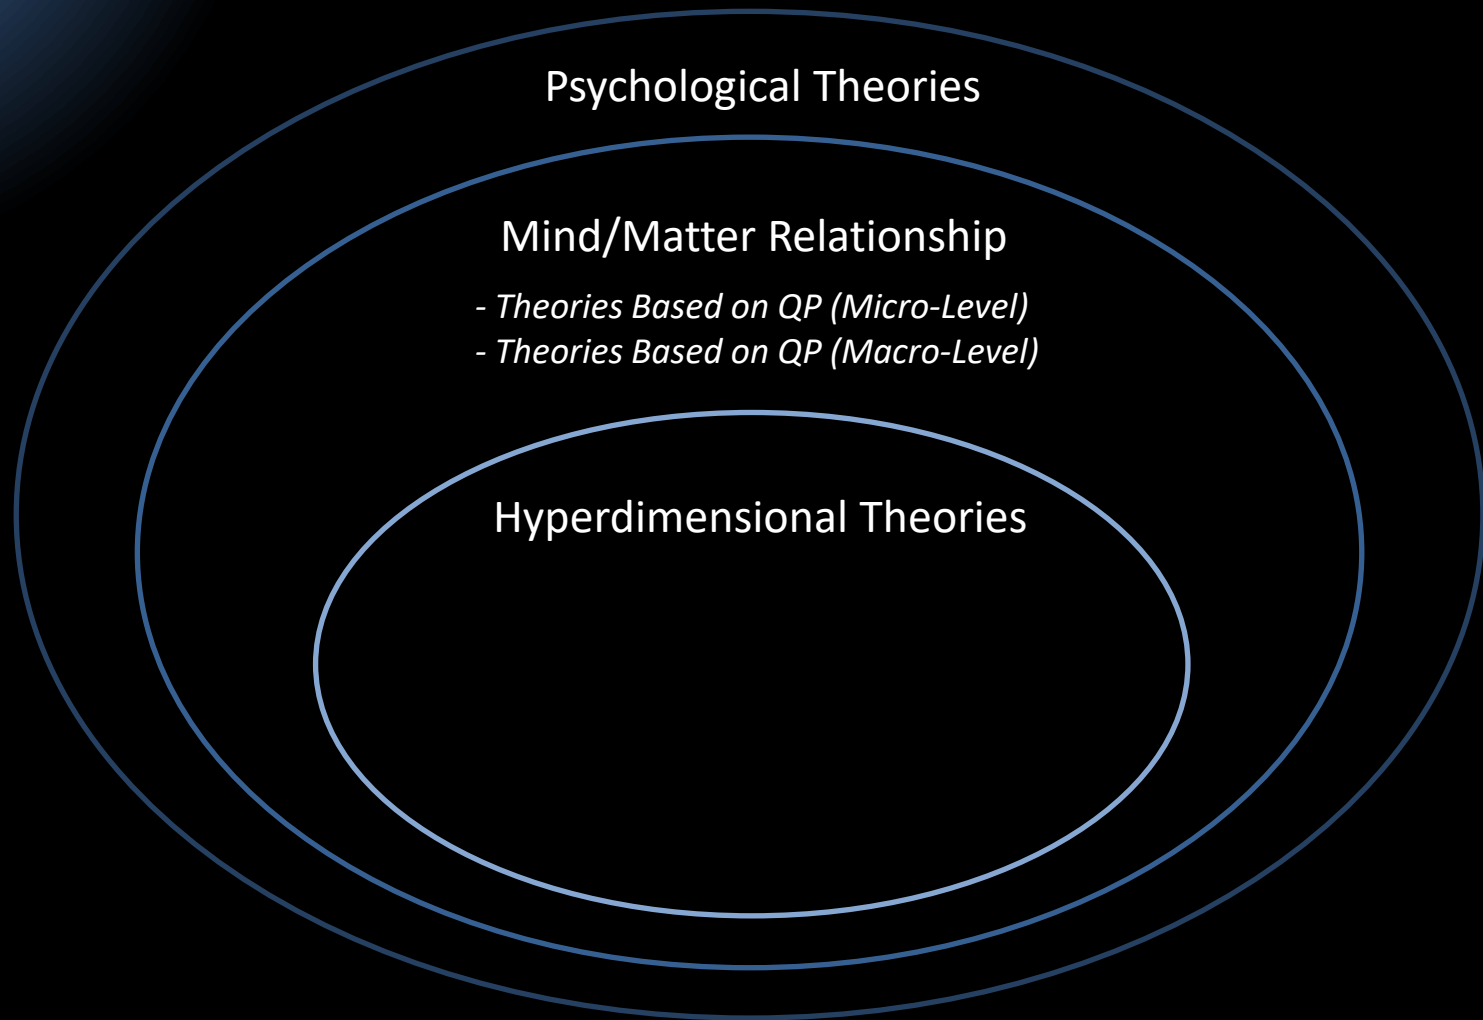 Psychological Theories
Mind/Matter Relationship
- Theories Based on QP (Micro-Level)
- Theories Based on QP (Macro-Level)
Hyperdimensional Theories